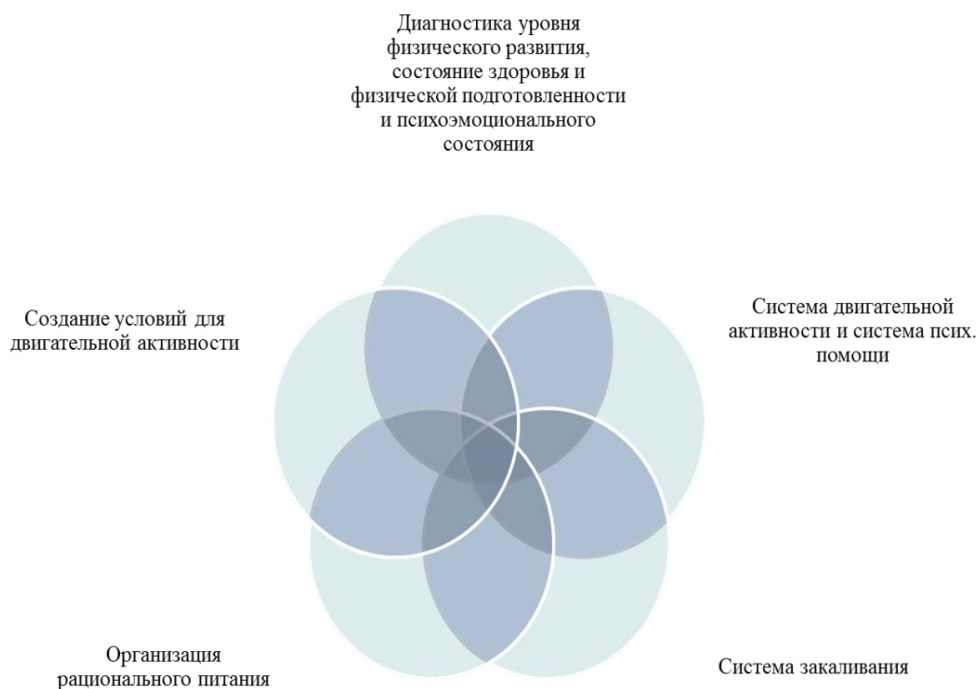 Диагностика уровня
физического развития,
состояние здоровья и
физической подготовленности
и психоэмоционального
состояния
Создание условий для
двигательной активности
Система двигательной
активности и система псих.
помощи
Организация
рационального питания
Система закаливания